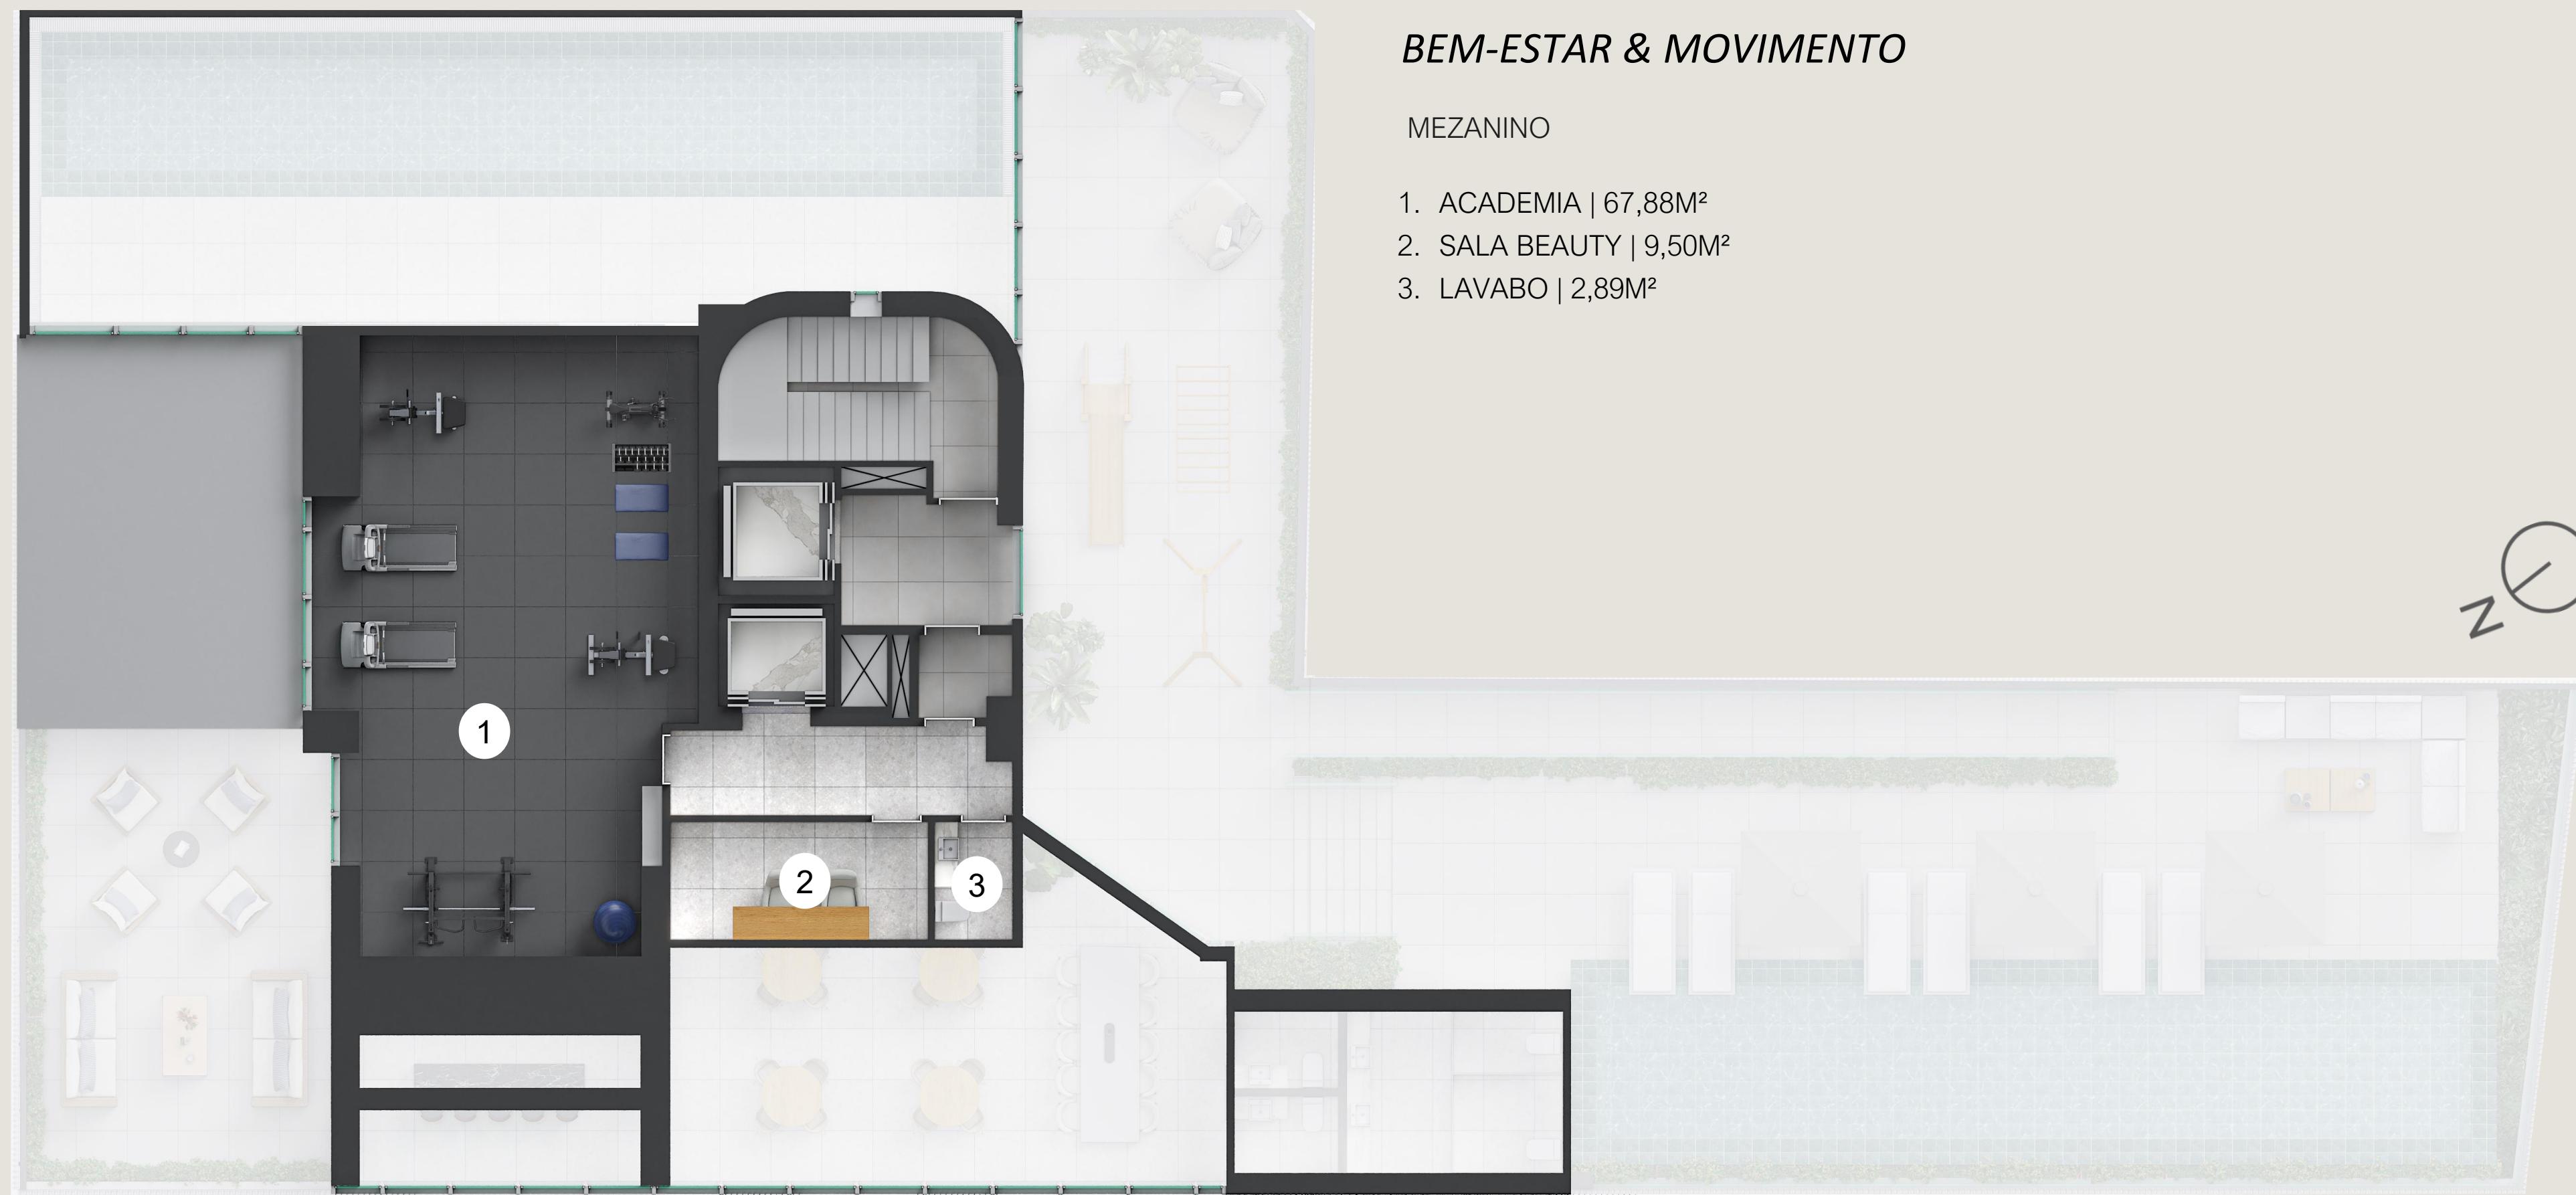 BEM-ESTAR & MOVIMENTO
MEZANINO
1. ACADEMIA | 67,88M²
2. SALA BEAUTY | 9,50M²
3. LAVABO | 2,89M²
N
1
2
3